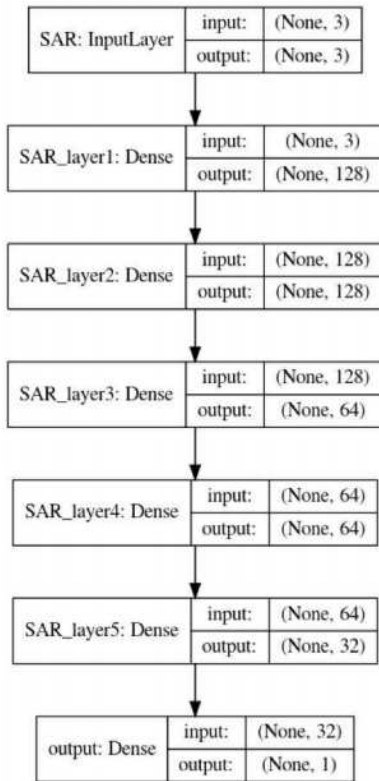 SAR: InputLayer
input: (None, 3)
output: (None, 3)
SAR_layer1: Dense
input: (None, 3)
output: (None, 128)
SAR_layer2: Dense
input: (None, 128)
output: (None, 128)
SAR_layer3: Dense
input: (None, 128)
output: (None, 64)
SAR_layer4: Dense
input: (None, 64)
output: (None, 64)
SAR_layer5: Dense
input: (None, 64)
output: (None, 32)
output: Dense
input: (None, 32)
output: (None, 1)